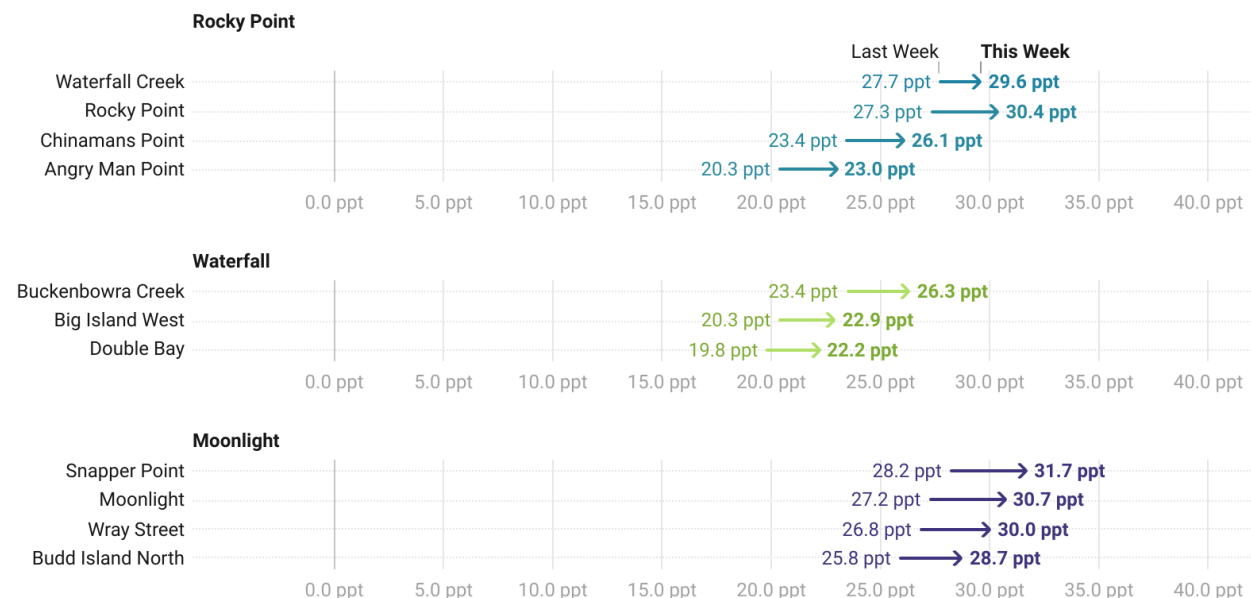 Rocky Point
Last Week This Week
Waterfall Creek 27.7 ppt 29.6 ppt
Rocky Point 27.3 ppt 30.4 ppt
Chinamans Point 23.4 ppt 26.1 ppt
Angry Man Point 20.3 ppt 23.0 ppt
0.0 ppt 5.0 ppt 10.0 ppt 15.0 ppt 20.0 ppt 25.0 ppt 30.0 ppt 35.0 ppt 40.0 ppt
Waterfall
Buckenbowra Creek 23.4 ppt 26.3 ppt
Big Island West 20.3 ppt 22.9 ppt
Double Bay 19.8 ppt 22.2 ppt
0.0 ppt 5.0 ppt 10.0 ppt 15.0 ppt 20.0 ppt 25.0 ppt 30.0 ppt 35.0 ppt 40.0 ppt
Moonlight
Snapper Point 28.2 ppt 31.7 ppt
Moonlight 27.2 ppt 30.7 ppt
Wray Street 26.8 ppt 30.0 ppt
Budd Island North 25.8 ppt 28.7 ppt
0.0 ppt 5.0 ppt 10.0 ppt 15.0 ppt 20.0 ppt 25.0 ppt 30.0 ppt 35.0 ppt 40.0 ppt